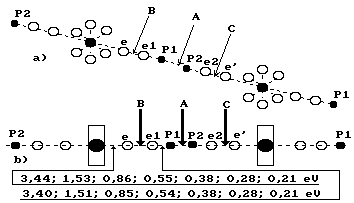 B
A
C
P2
P1
e
e1
P2
e2
e'
P1
a)
B
A
C
P2
e
e1
P1
P2
e2
e'
P1
b)
3,44; 1,53; 0,86; 0,55; 0,38; 0,28; 0,21 eV
3,40; 1,51; 0,85; 0,54; 0,38; 0,28; 0,21 eV